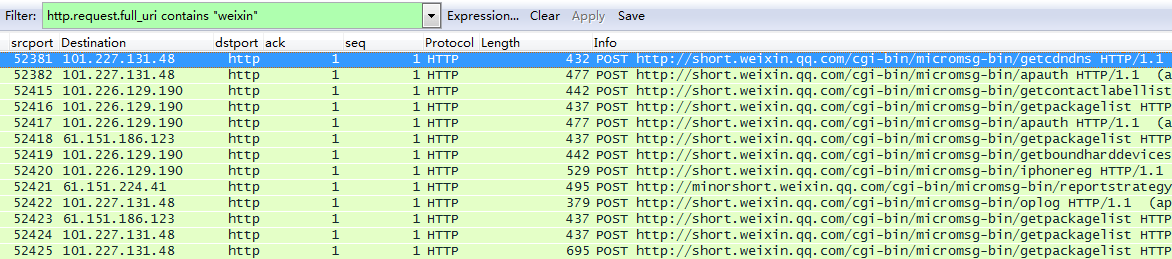 Filter: http.request.full_uri contains "weixin" Expression... Clear Apply Save
srcport Destination dstport ack seq Protocol Length Info
52381 101.227.131.48 http 1 1 HTTP 432 POST http://short.weixin.qq.com/cgi-bin/micromsg-bin/getcdndns HTTP/1.1
52382 101.227.131.48 http 1 1 HTTP 477 POST http://short.weixin.qq.com/cgi-bin/micromsg-bin/apauth HTTP/1.1 (a
52415 101.226.129.190 http 1 1 HTTP 442 POST http://short.weixin.qq.com/cgi-bin/micromsg-bin/getcontactlabellist
52416 101.226.129.190 http 1 1 HTTP 437 POST http://short.weixin.qq.com/cgi-bin/micromsg-bin/getpackagelist HTTP
52417 101.226.129.190 http 1 1 HTTP 477 POST http://short.weixin.qq.com/cgi-bin/micromsg-bin/apauth HTTP/1.1 (a
52418 61.151.186.123 http 1 1 HTTP 437 POST http://short.weixin.qq.com/cgi-bin/micromsg-bin/getpackagelist HTTP
52419 101.226.129.190 http 1 1 HTTP 442 POST http://short.weixin.qq.com/cgi-bin/micromsg-bin/getboundharddevices
52420 101.226.129.190 http 1 1 HTTP 529 POST http://short.weixin.qq.com/cgi-bin/micromsg-bin/iphonereg HTTP/1.1
52421 61.151.224.41 http 1 1 HTTP 495 POST http://minorshort.weixin.qq.com/cgi-bin/micromsg-bin/reportstrategy
52422 101.227.131.48 http 1 1 HTTP 379 POST http://short.weixin.qq.com/cgi-bin/micromsg-bin/oplog HTTP/1.1 (ap
52423 61.151.186.123 http 1 1 HTTP 437 POST http://short.weixin.qq.com/cgi-bin/micromsg-bin/getpackagelist HTTP
52424 101.227.131.48 http 1 1 HTTP 437 POST http://short.weixin.qq.com/cgi-bin/micromsg-bin/getpackagelist HTTP
52425 101.227.131.48 http 1 1 HTTP 695 POST http://short.weixin.qq.com/cgi-bin/micromsg-bin/getpackagelist HTTP